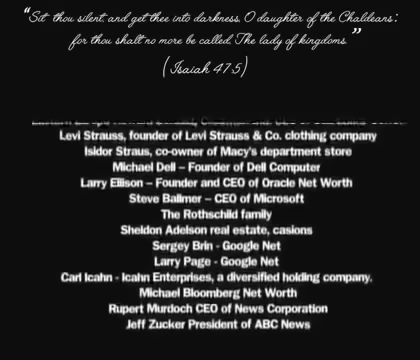 “Sit thou silent, and get thee into darkness, O daughter of the Chaldeans:
for thou shalt no more be called, The lady of kingdoms.”
(Isaiah 47:5)
Levi Strauss, founder of Levi Strauss & Co. clothing company
Isidor Straus, co-owner of Macy's department store
Michael Dell – Founder of Dell Computer
Larry Ellison – Founder and CEO of Oracle Net Worth
Steve Ballmer – CEO of Microsoft
The Rothschild family
Sheldon Adelson real estate, casions
Sergey Brin - Google Net
Larry Page - Google Net
Carl Icahn - Icahn Enterprises, a diversified holding company.
Michael Bloomberg Net Worth
Rupert Murdoch CEO of News Corporation
Jeff Zucker President of ABC News